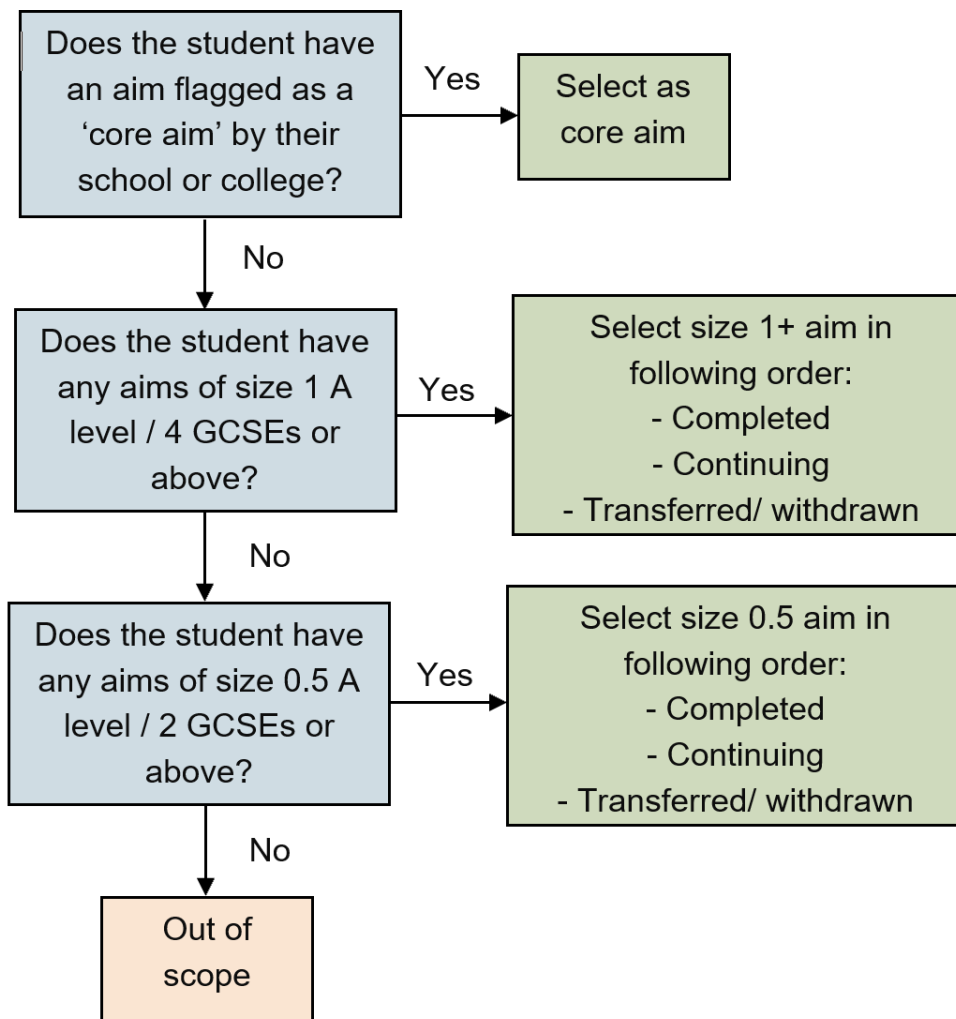 Does the student have
an aim flagged as a
‘core aim’ by their
school or college?
Yes
Select as
core aim
No
Does the student have
any aims of size 1 A
level / 4 GCSEs or
above?
Yes
Select size 1+ aim in
following order:
- Completed
- Continuing
- Transferred/ withdrawn
No
Does the student have
any aims of size 0.5 A
level / 2 GCSEs or
above?
Yes
Select size 0.5 aim in
following order:
- Completed
- Continuing
- Transferred/ withdrawn
No
Out of
scope